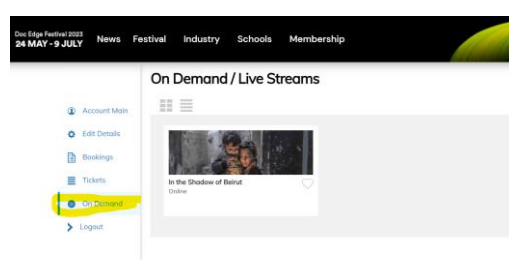 Doc Edge Festival 2023
24 MAY - 9 JULY
News Festival Industry Schools Membership
On Demand / Live Streams
Account Main
Edit Details
Bookings
Tickets
On Demand
Logout
In the Shadow of Beirut
Online